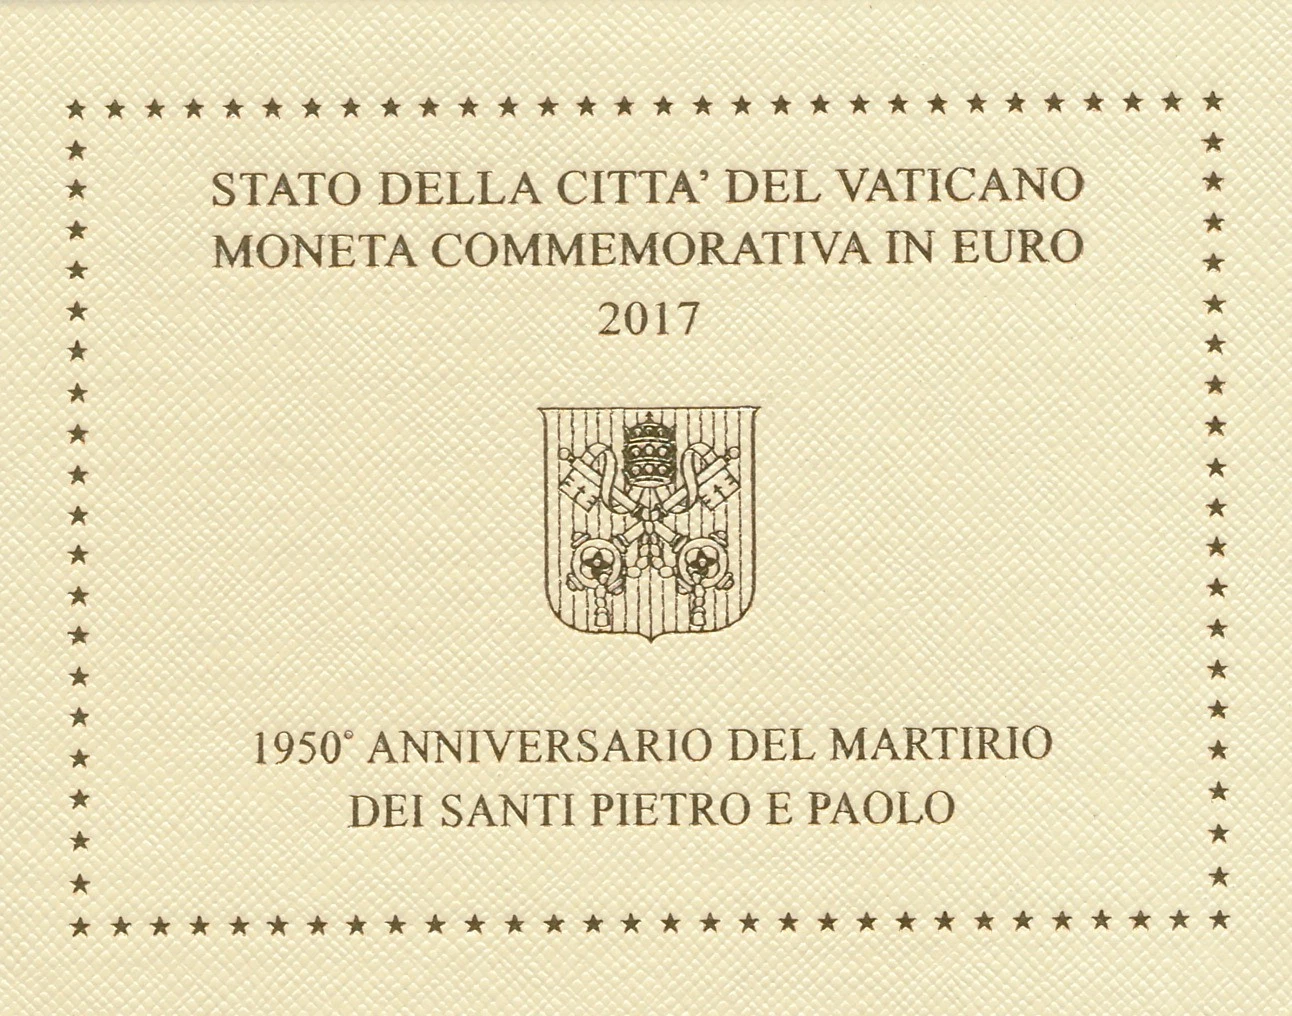 STATO DELLA CITTA' DEL VATICANO
MONETA COMMEMORATIVA IN EURO
2017
1950° ANNIVERSARIO DEL MARTIRIO
DEI SANTI PIETRO E PAOLO